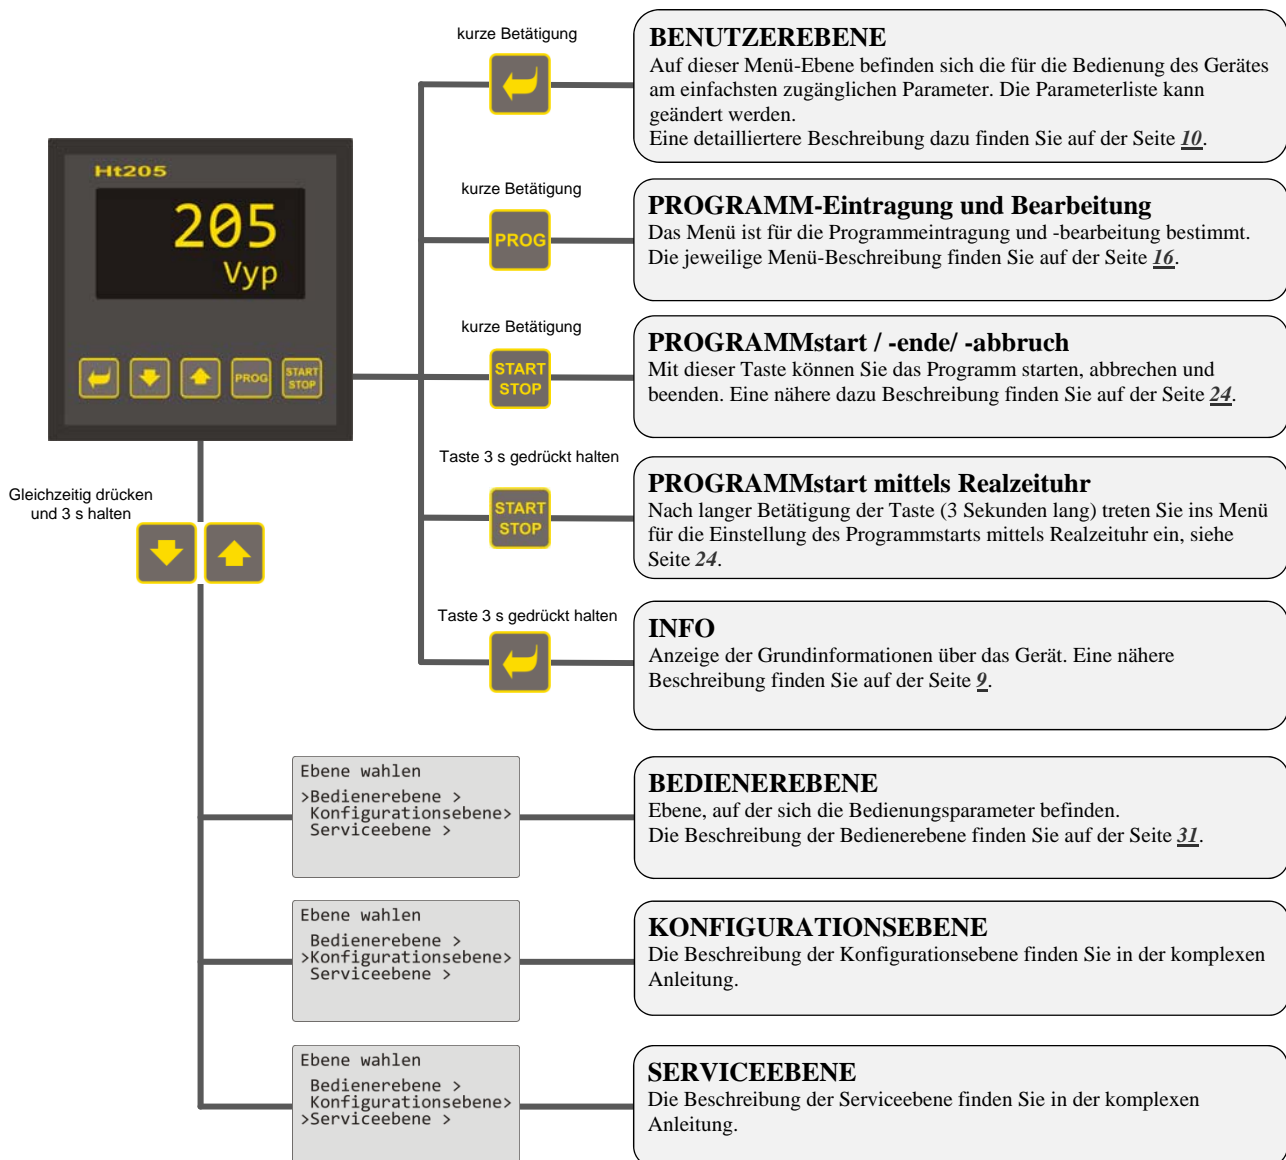 kurze Betätigung
BENUTZEREBENE
Auf dieser Menü-Ebene befinden sich die für die Bedienung des Gerätes
am einfachsten zugänglichen Parameter. Die Parameterliste kann
geändert werden.
Eine detailliertere Beschreibung dazu finden Sie auf der Seite 10.
Ht205
205
Vyp
PROG
START
STOP
kurze Betätigung
PROG
PROGRAMM-Eintragung und Bearbeitung
Das Menü ist für die Programmeintragung und -bearbeitung bestimmt.
Die jeweilige Menü-Beschreibung finden Sie auf der Seite 16.
kurze Betätigung
START
STOP
PROGRAMMstart / -ende/ -abbruch
Mit dieser Taste können Sie das Programm starten, abbrechen und
beenden. Eine nähere dazu Beschreibung finden Sie auf der Seite 24.
Taste 3 s gedrückt halten
START
STOP
PROGRAMMstart mittels Realzeituhr
Nach langer Betätigung der Taste (3 Sekunden lang) treten Sie ins Menü
für die Einstellung des Programmstarts mittels Realzeituhr ein, siehe
Seite 24.
Gleichzeitig drücken
und 3 s halten
Taste 3 s gedrückt halten
INFO
Anzeige der Grundinformationen über das Gerät. Eine nähere
Beschreibung finden Sie auf der Seite 9.
Ebene wahlen
>Bedienerebene >
Konfigurationsebene>
Serviceebene >
BEDIENEREBENE
Ebene, auf der sich die Bedienungsparameter befinden.
Die Beschreibung der Bedienerebene finden Sie auf der Seite 31.
Ebene wahlen
Bedienerebene >
>Konfigurationsebene>
Serviceebene >
KONFIGURATIONSEBENE
Die Beschreibung der Konfigurationsebene finden Sie in der komplexen
Anleitung.
Ebene wahlen
Bedienerebene >
Konfigurationsebene>
>Serviceebene >
SERVICEEBENE
Die Beschreibung der Serviceebene finden Sie in der komplexen
Anleitung.